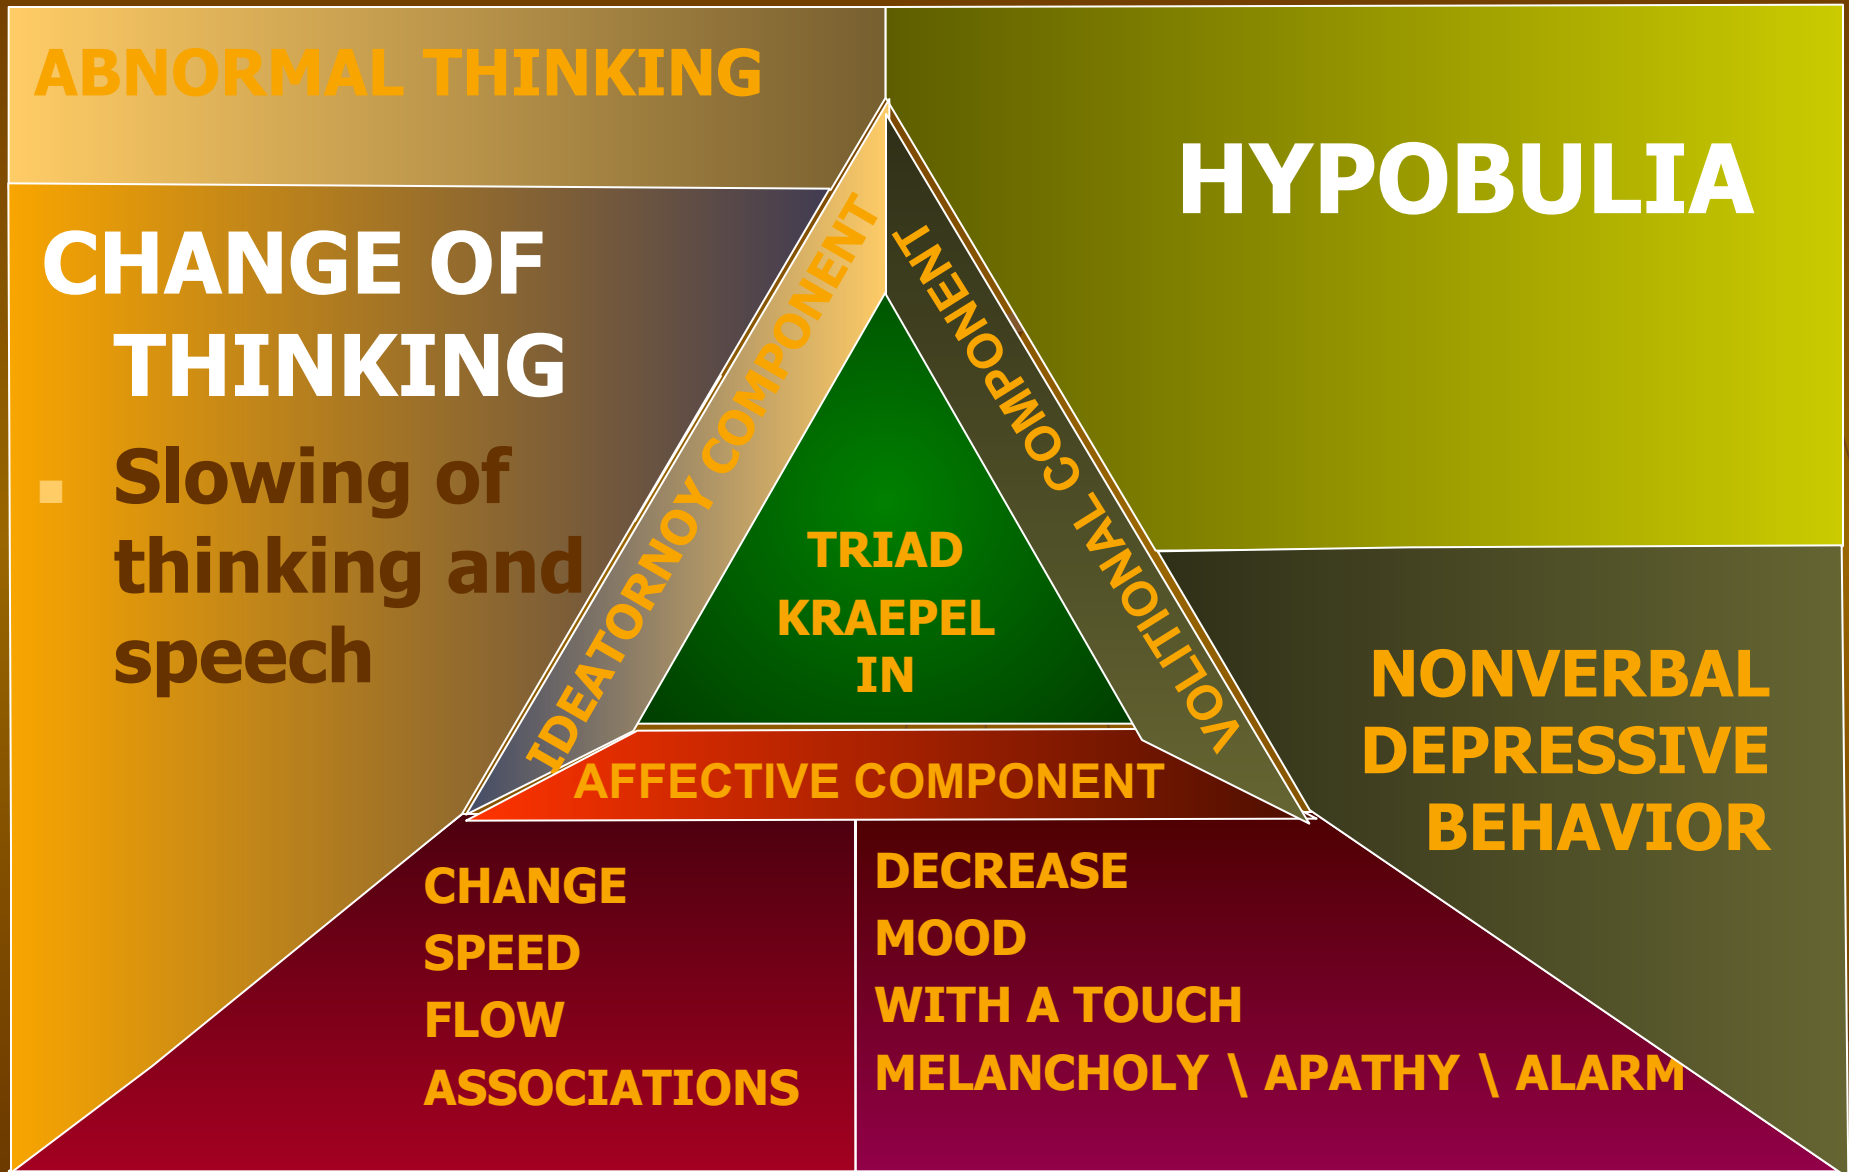 ABNORMAL THINKING
CHANGE OF
THINKING
Slowing of
thinking and
speech
IDEATORNOY COMPONENT
VOLITIONAL COMPONENT
HYPOBULIA
TRIAD
KRAEPEL
IN
NONVERBAL
DEPRESSIVE
BEHAVIOR
AFFECTIVE COMPONENT
CHANGE
SPEED
FLOW
ASSOCIATIONS
DECREASE
MOOD
WITH A TOUCH
MELANCHOLY \ APATHY \ ALARM